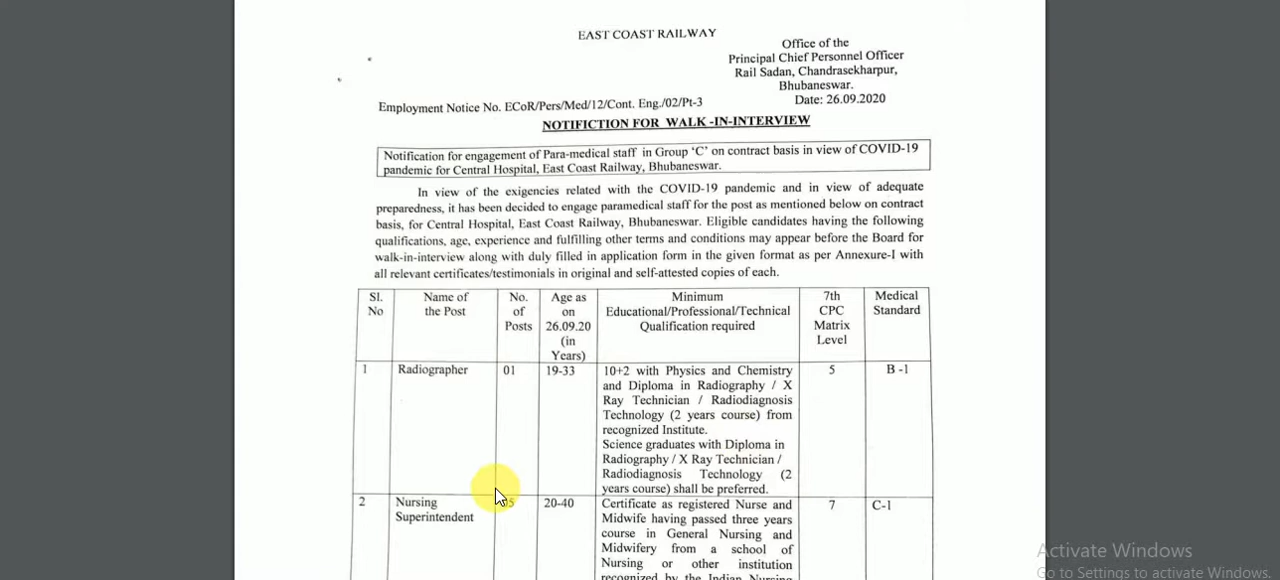 EAST COAST RAILWAY
Office of the
Principal Chief Personnel Officer
Rail Sadan, Chandrasekharpur,
Bhubaneswar.
Date: 26.09.2020
Employment Notice No. ECoR/Pers/Med/12/Cont. Eng./02/Pt-3
NOTIFICTION FOR WALK -IN-INTERVIEW
Notification for engagement of Para-medical staff in Group 'C' on contract basis in view of COVID-19
pandemic for Central Hospital, East Coast Railway, Bhubaneswar.
In view of the exigencies related with the COVID-19 pandemic and in view of adequate
preparedness, it has been decided to engage paramedical staff for the post as mentioned below on contract
basis, for Central Hospital, East Coast Railway, Bhubaneswar. Eligible candidates having the following
qualifications, age, experience and fulfilling other terms and conditions may appear before the Board for
walk-in-interview along with duly filled in application form in the given format as per Annexure-I with
all relevant certificates/testimonials in original and self-attested copies of each.
Sl.
No
Name of
the Post
No.
of
Posts
Age as
on
26.09.20
(in
Years)
Minimum
Educational/Professional/Technical
Qualification required
7th
CPC
Matrix
Level
Medical
Standard
1
Radiographer
01
19-33
10+2 with Physics and Chemistry
and Diploma in Radiography / X
Ray Technician / Radiodiagnosis
Technology (2 years course) from
recognized Institute.
Science graduates with Diploma in
Radiography / X Ray Technician /
Radiodiagnosis Technology (2
years course) shall be preferred.
5
B -1
2
Nursing
Superintendent
20-40
Certificate as registered Nurse and
Midwife having passed three years
course in General Nursing and
Midwifery from a school of
Nursing or other institution
recognized by the Indian Nursing
7
C-1
Activate Windows
Go to Settings to activate Windows.